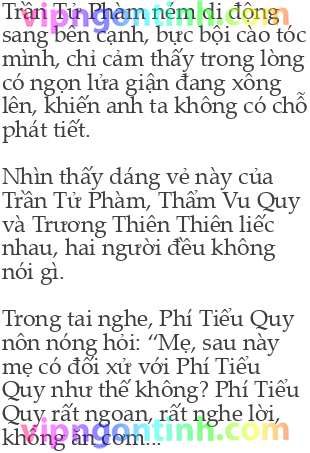 Trần Tử Phàm ném di động
sang bên cạnh, bực bội cào tóc
mình, chỉ cảm thấy trong lòng
có ngọn lửa giận đang xông
lên, khiến anh ta không có chỗ
phát tiết.
Nhìn thấy dáng vẻ này của
Trần Tử Phàm, Thẩm Vu Quy
và Trương Thiên Thiên liếc
nhau, hai người đều không
nói gì.
Trong tai nghe, Phí Tiểu Quy
nôn nóng hỏi: “Mẹ, sau này
mẹ có đối xử với Phí Tiểu
Quy như thế không? Phí Tiểu
Quy rất ngoan, rất nghe lời,
không ăn cơm...
vipngontinh.com
vipngontinh.com